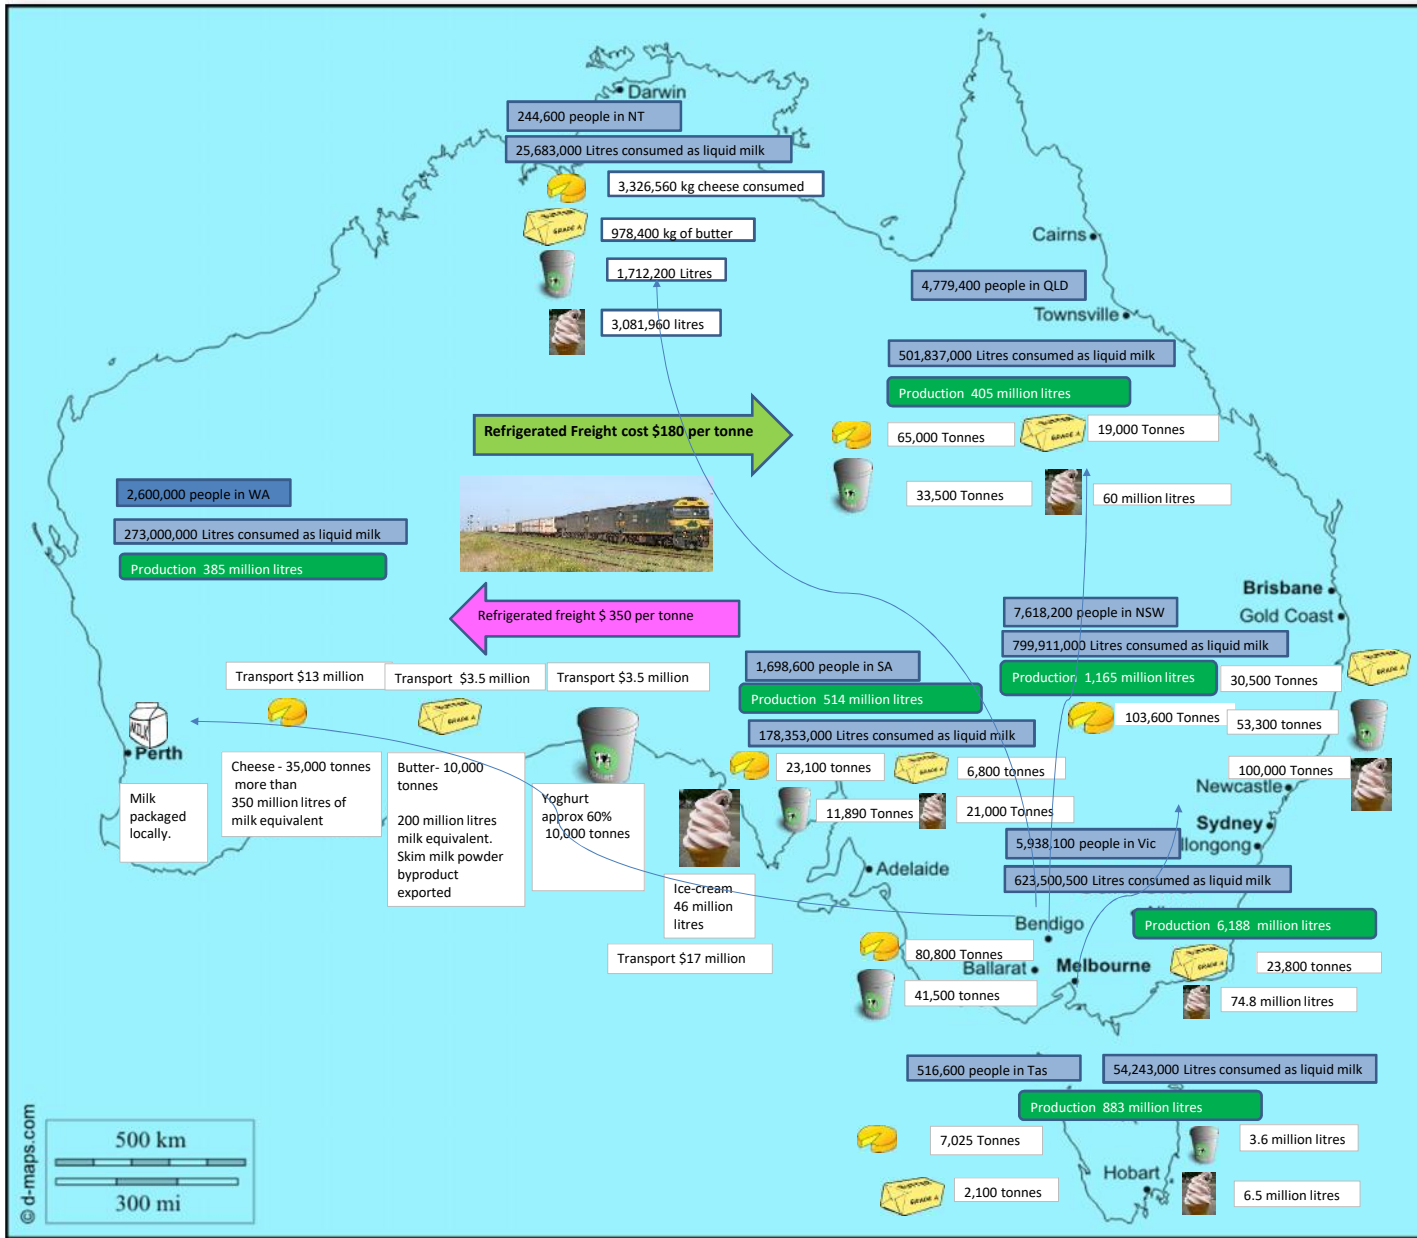 Darwin
244,600 people in NT
25,683,000 Litres consumed as liquid milk
3,326,560 kg cheese consumed
BUTTER
GRADE A
978,400 kg of butter
1,712,200 Litres
3,081,960 litres
Cairns
4,779,400 people in QLD
Townsville
501,837,000 Litres consumed as liquid milk
Production 405 million litres
65,000 Tonnes
BUTTER
GRADE A
19,000 Tonnes
33,500 Tonnes
60 million litres
Refrigerated Freight cost $180 per tonne
2,600,000 people in WA
273,000,000 Litres consumed as liquid milk
Production 385 million litres
Refrigerated freight $ 350 per tonne
Brisbane
Gold Coast
7,618,200 people in NSW
799,911,000 Litres consumed as liquid milk
Production 1,165 million litres
30,500 Tonnes
BUTTER
GRADE A
103,600 Tonnes
53,300 tonnes
100,000 Tonnes
Newcastle
Sydney
llongong
1,698,600 people in SA
Production 514 million litres
178,353,000 Litres consumed as liquid milk
23,100 tonnes
BUTTER
GRADE A
6,800 tonnes
11,890 Tonnes
21,000 Tonnes
Transport $13 million
Transport $3.5 million
Transport $3.5 million
MILK
BUTTER
GRADE A
Perth
Milk
packaged
locally.
Cheese - 35,000 tonnes
more than
350 million litres of
milk equivalent
Butter- 10,000
tonnes
200 million litres
milk equivalent.
Skim milk powder
byproduct
exported
Yoghurt
approx 60%
10,000 tonnes
Ice-cream
46 million
litres
Transport $17 million
Adelaide
5,938,100 people in Vic
623,500,500 Litres consumed as liquid milk
Bendigo
Production 6,188 million litres
80,800 Tonnes
Ballarat
Melbourne
BUTTER
GRADE A
23,800 tonnes
41,500 tonnes
74.8 million litres
516,600 people in Tas
54,243,000 Litres consumed as liquid milk
Production 883 million litres
7,025 Tonnes
3.6 million litres
BUTTER
GRADE A
2,100 tonnes
Hobart
6.5 million litres
500 km
300 mi
© d-maps.com